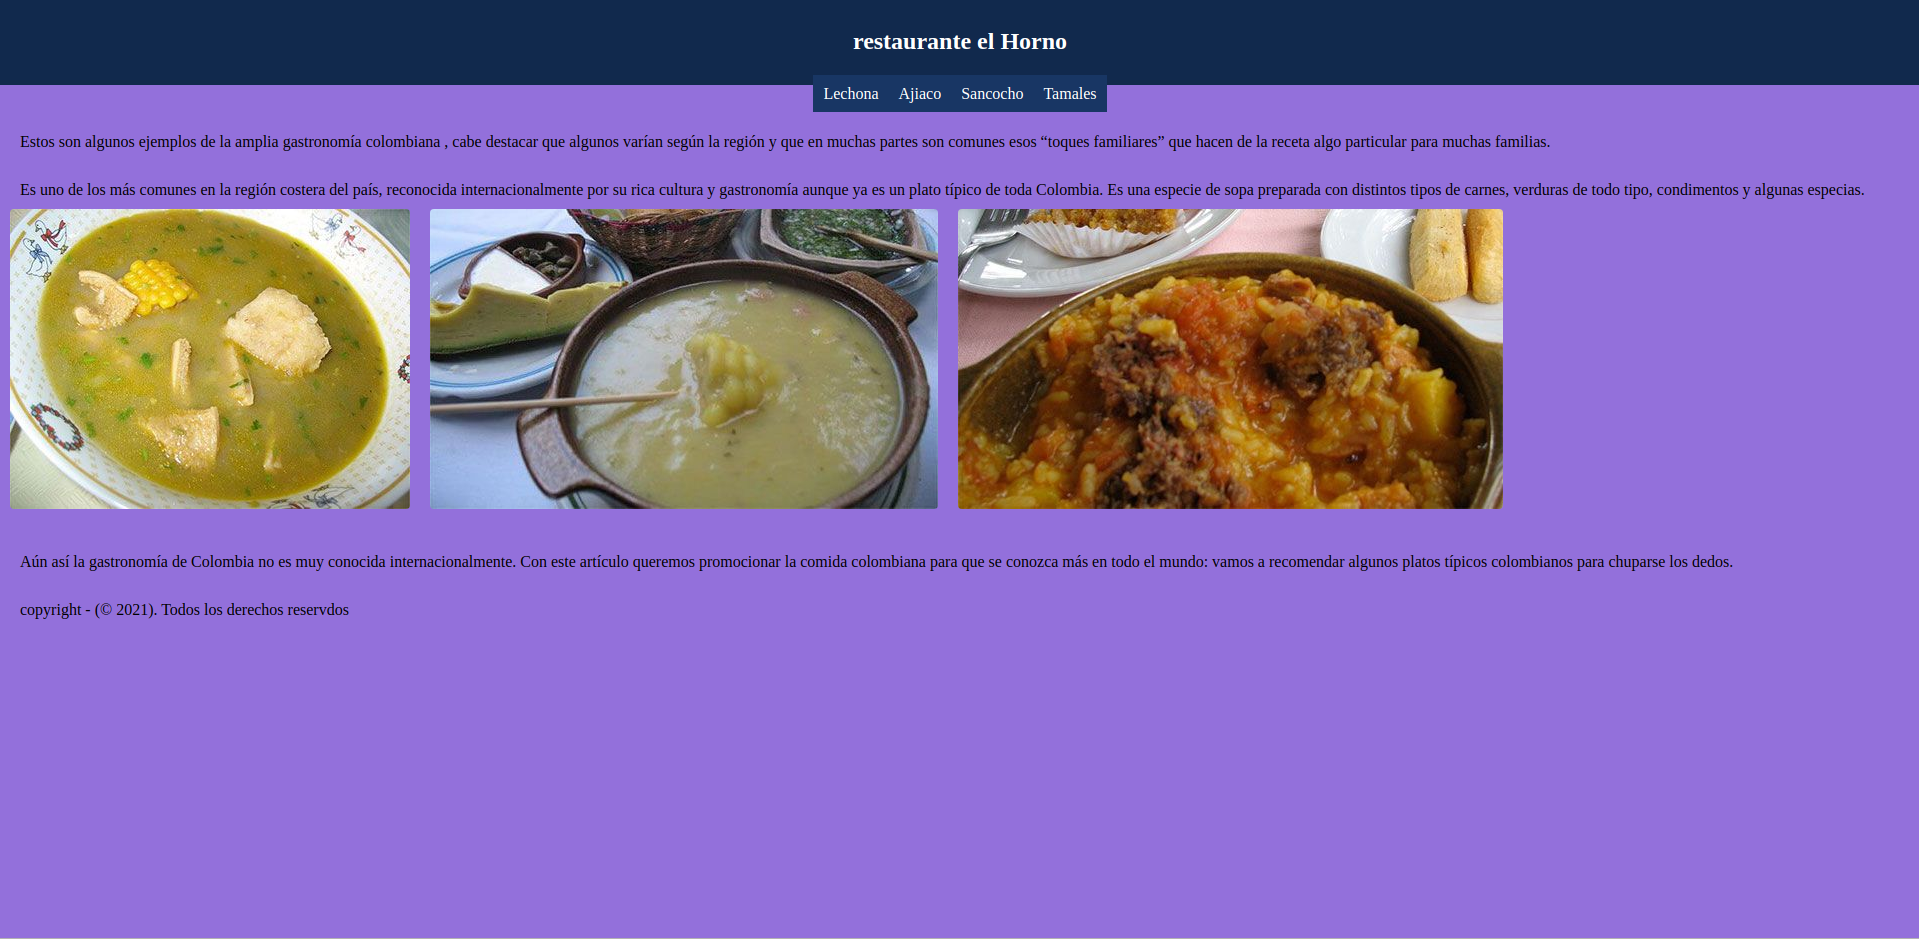 restaurante el Horno
Lechona Ajiaco Sancocho Tamales
Estos son algunos ejemplos de la amplia gastronomía colombiana , cabe destacar que algunos varían según la región y que en muchas partes son comunes esos “toques familiares” que hacen de la receta algo particular para muchas familias.
Es uno de los más comunes en la región costera del país, reconocida internacionalmente por su rica cultura y gastronomía aunque ya es un plato típico de toda Colombia. Es una especie de sopa preparada con distintos tipos de carnes, verduras de todo tipo, condimentos y algunas especias.
Aún así la gastronomía de Colombia no es muy conocida internacionalmente. Con este artículo queremos promocionar la comida colombiana para que se conozca más en todo el mundo: vamos a recomendar algunos platos típicos colombianos para chuparse los dedos.
copyright - (© 2021). Todos los derechos reservdos